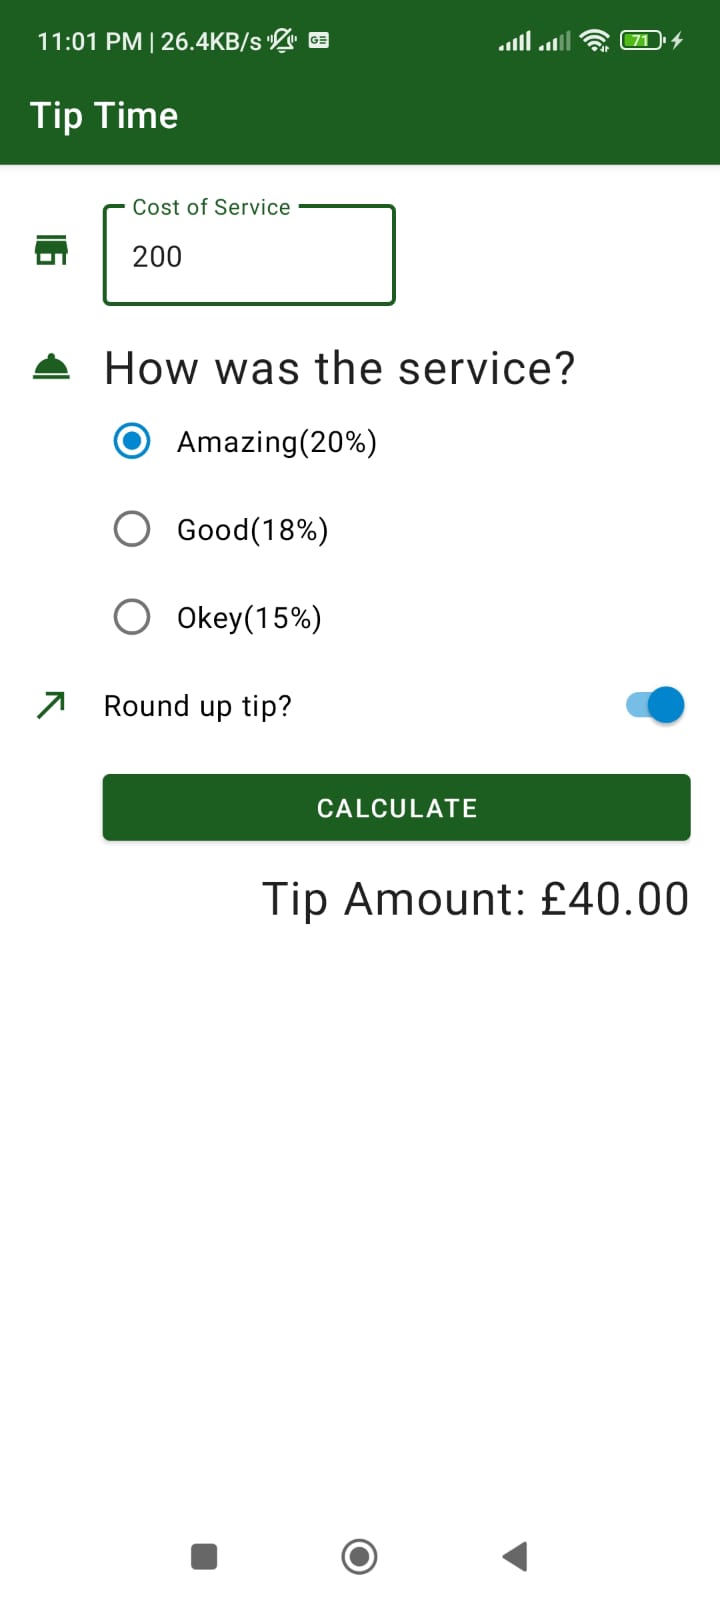 11:01 PM | 26.4KB/s GE 71
Tip Time
Cost of Service
200
How was the service?
Amazing(20%)
Good(18%)
Okey(15%)
Round up tip?
CALCULATE
Tip Amount: £40.00